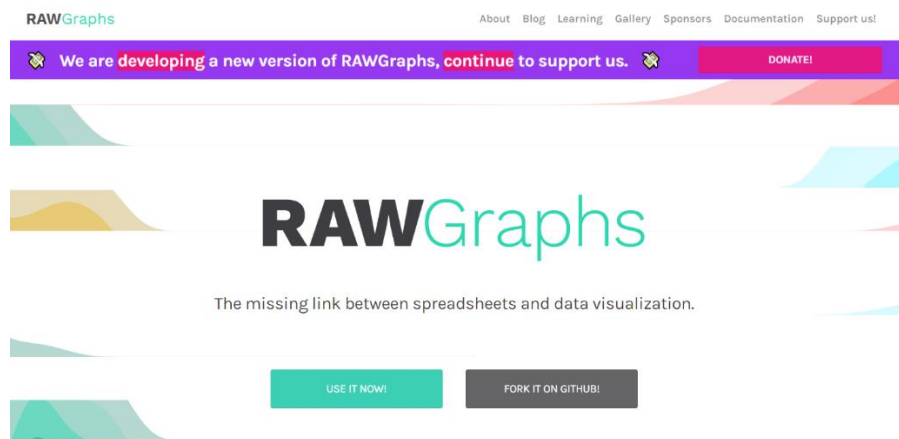 RAWGraphs
About Blog Learning Gallery Sponsors Documentation Support us!
We are developing a new version of RAWGraphs, continue to support us.
DONATE!
RAWGraphs
The missing link between spreadsheets and data visualization.
USE IT NOW!
FORK IT ON GITHUB!